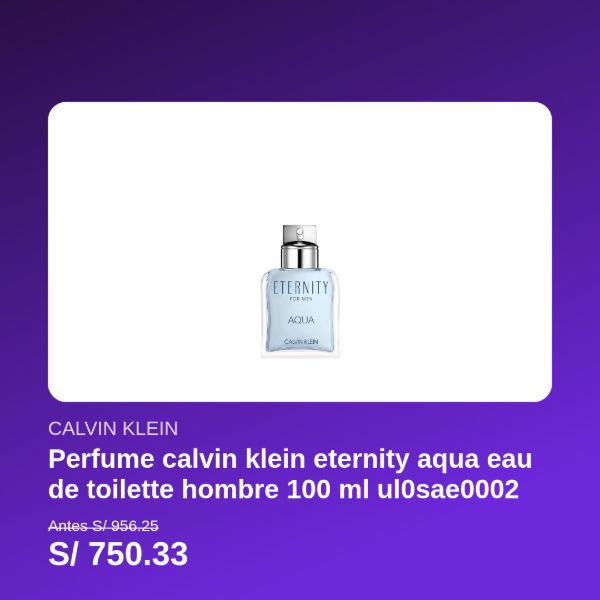 ETERNITY
FOR MEN
AQUA
CALVIN KLEIN
CALVIN KLEIN
Perfume calvin klein eternity aqua eau
de toilette hombre 100 ml ul0sae0002
Antes S/ 956.25
S/ 750.33